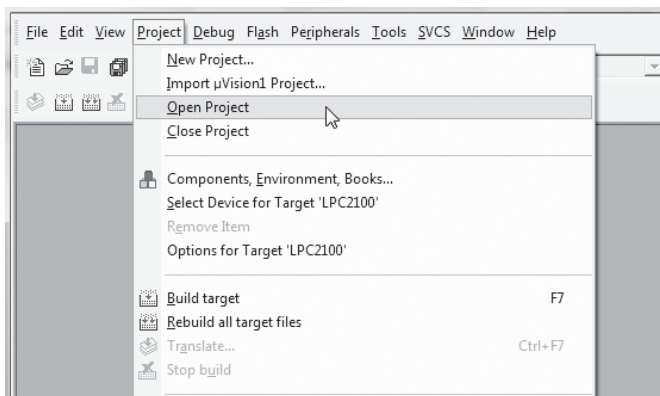 File Edit View Project Debug Flash Peripherals Tools SVCS Window Help
New Project...
Import µVision1 Project...
Open Project
Close Project
Components, Environment, Books...
Select Device for Target 'LPC2100'
Remove Item
Options for Target 'LPC2100'
Build target F7
Rebuild all target files
Translate... Ctrl+F7
Stop build